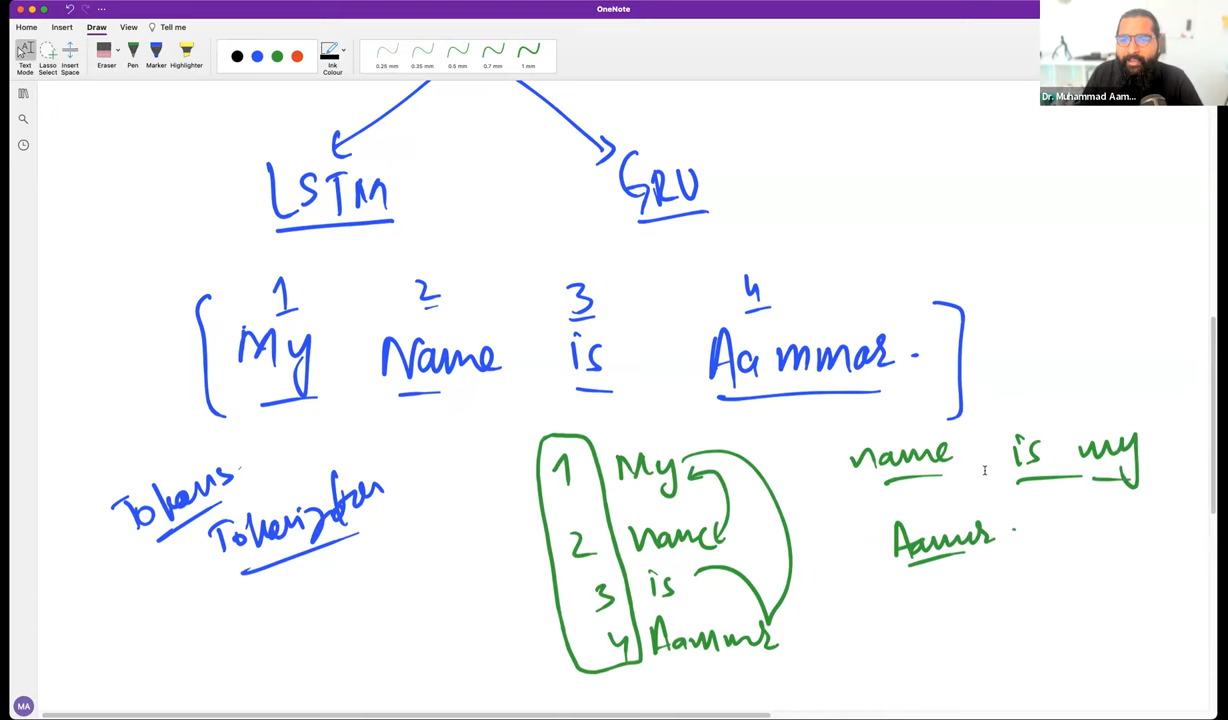 OneNote
Home Insert Draw View Tell me
Text Mode
Lasso Select
Insert Space
Eraser
Pen
Marker
Highlighter
Ink Colour
0.25 mm 0.35 mm 0.5 mm 0.7 mm 1 mm
Dr. Muhammad Aam...
LSTM GRU
1 2 3 4
My Name is Aammar.
Tokens
Tokenization
1 My
2 name
3 is
4 Aammar
name is my
Aamar.
MA